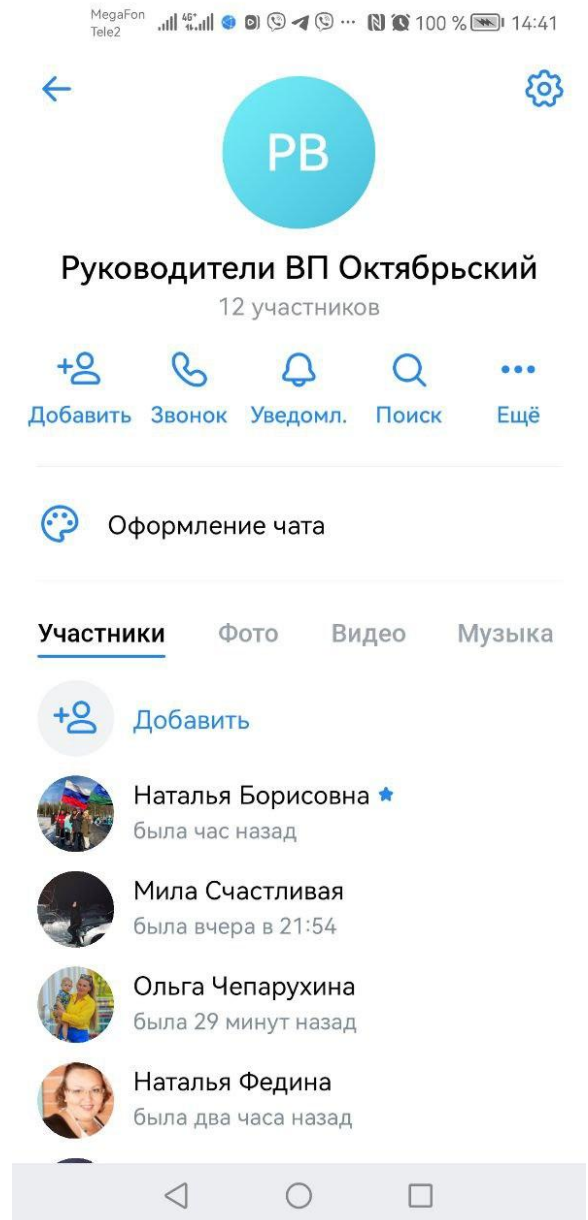 MegaFon
Tele2
4G+
100 %
14:41
РВ
Руководители ВП Октябрьский
12 участников
Добавить Звонок Уведомл. Поиск Ещё
Оформление чата
Участники Фото Видео Музыка
Добавить
Наталья Борисовна
была час назад
Мила Счастливая
была вчера в 21:54
Ольга Чепарухина
была 29 минут назад
Наталья Федина
была два часа назад